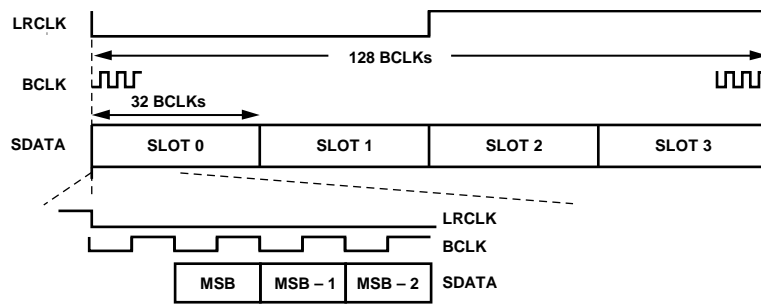 LRCLK
128 BCLKs
BCLK
32 BCLKs
SDATA
SLOT 0
SLOT 1
SLOT 2
SLOT 3
LRCLK
BCLK
MSB
MSB – 1
MSB – 2
SDATA